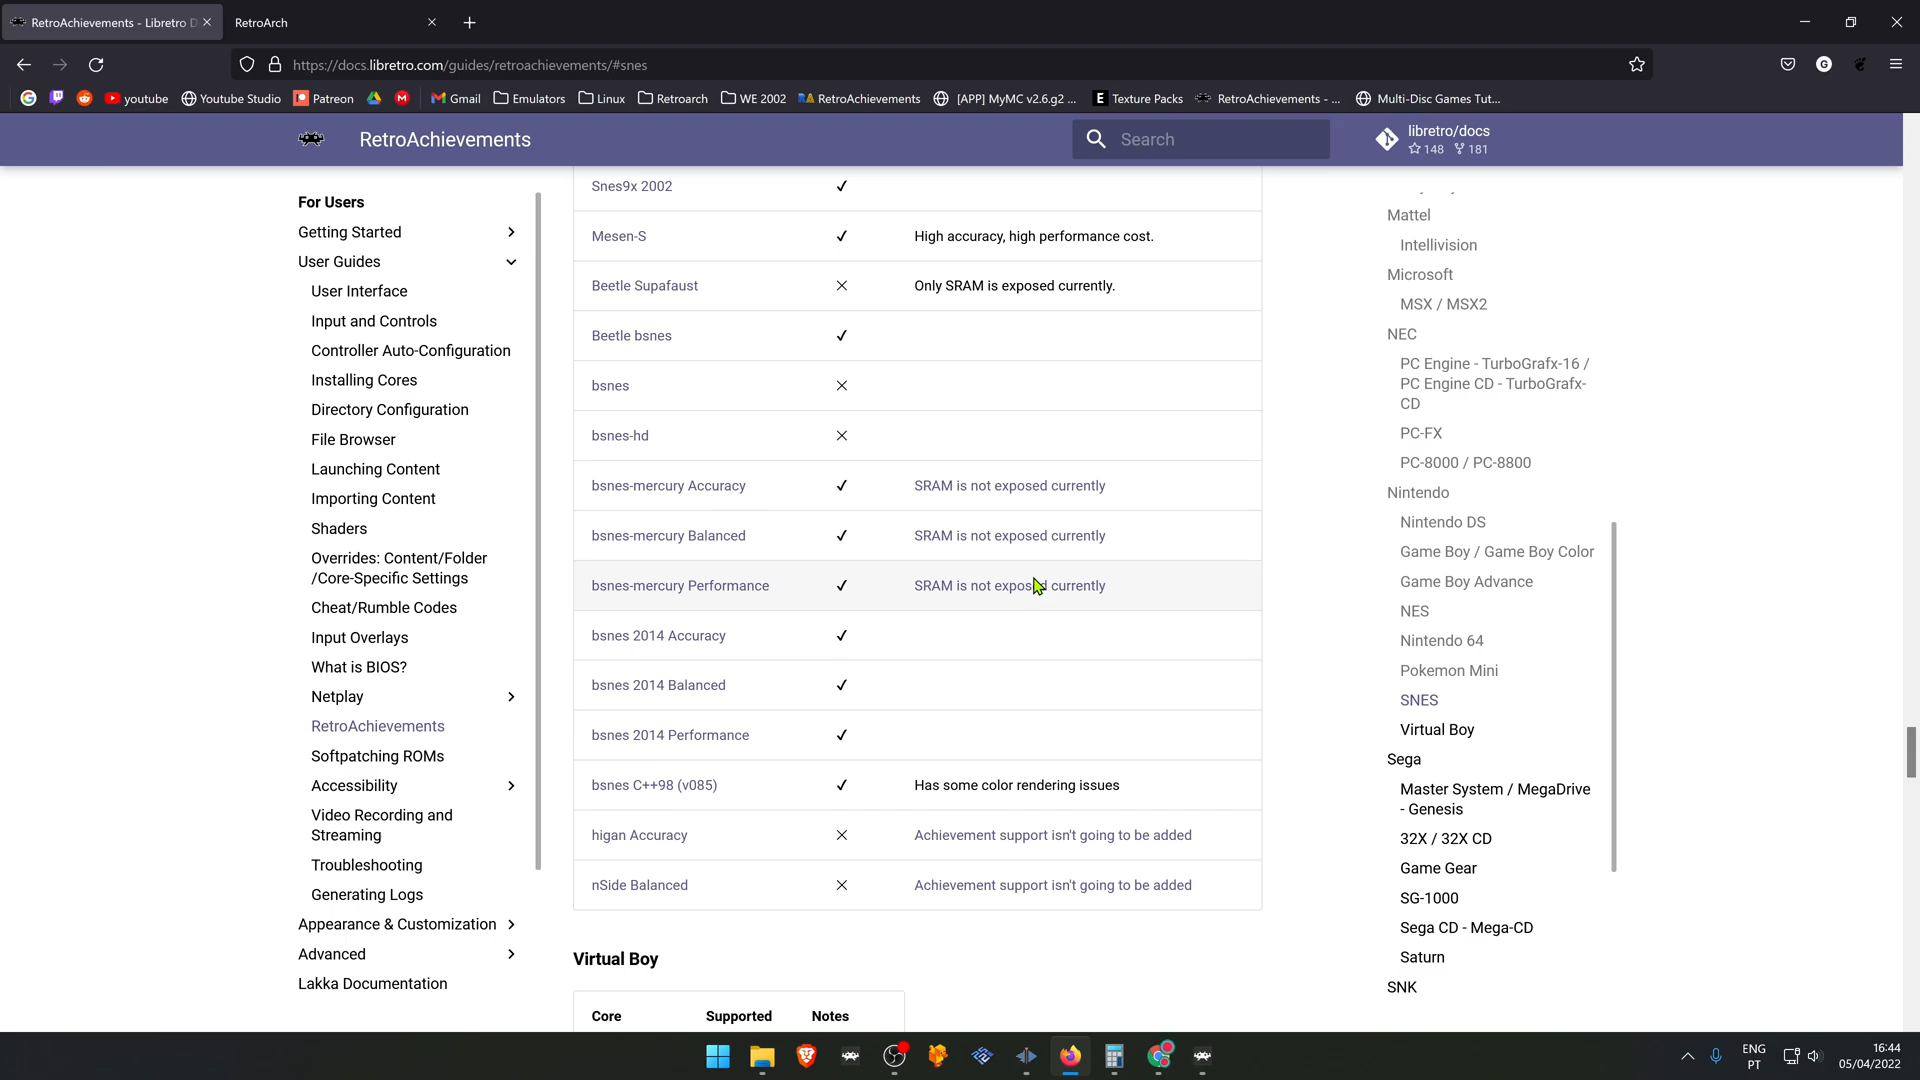 RetroAchievements - Libretro D
RetroArch
https://docs.libretro.com/guides/retroachievements/#snes
youtube
Youtube Studio
Patreon
Gmail
Emulators
Linux
Retroarch
WE 2002
RetroAchievements
[APP] MyMC v2.6.g2 ...
Texture Packs
RetroAchievements - ...
Multi-Disc Games Tut...
RetroAchievements
Search
libretro/docs
148 181
For Users
Getting Started
User Guides
User Interface
Input and Controls
Controller Auto-Configuration
Installing Cores
Directory Configuration
File Browser
Launching Content
Importing Content
Shaders
Overrides: Content/Folder
/Core-Specific Settings
Cheat/Rumble Codes
Input Overlays
What is BIOS?
Netplay
RetroAchievements
Softpatching ROMs
Accessibility
Video Recording and
Streaming
Troubleshooting
Generating Logs
Appearance & Customization
Advanced
Lakka Documentation
Snes9x 2002 ✓
Mesen-S ✓ High accuracy, high performance cost.
Beetle Supafaust ✕ Only SRAM is exposed currently.
Beetle bsnes ✓
bsnes ✕
bsnes-hd ✕
bsnes-mercury Accuracy ✓ SRAM is not exposed currently
bsnes-mercury Balanced ✓ SRAM is not exposed currently
bsnes-mercury Performance ✓ SRAM is not exposed currently
bsnes 2014 Accuracy ✓
bsnes 2014 Balanced ✓
bsnes 2014 Performance ✓
bsnes C++98 (v085) ✓ Has some color rendering issues
higan Accuracy ✕ Achievement support isn't going to be added
nSide Balanced ✕ Achievement support isn't going to be added
Virtual Boy
Core Supported Notes
Mattel
Intellivision
Microsoft
MSX / MSX2
NEC
PC Engine - TurboGrafx-16 /
PC Engine CD - TurboGrafx-
CD
PC-FX
PC-8000 / PC-8800
Nintendo
Nintendo DS
Game Boy / Game Boy Color
Game Boy Advance
NES
Nintendo 64
Pokemon Mini
SNES
Virtual Boy
Sega
Master System / MegaDrive
- Genesis
32X / 32X CD
Game Gear
SG-1000
Sega CD - Mega-CD
Saturn
SNK
ENG
PT
16:44
05/04/2022